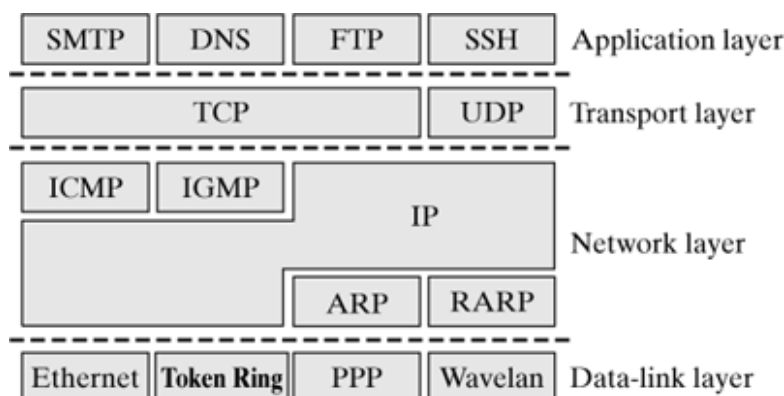 SMTP DNS FTP SSH Application layer
TCP UDP Transport layer
ICMP IGMP
IP
Network layer
ARP RARP
Ethernet Token Ring PPP Wavelan Data-link layer